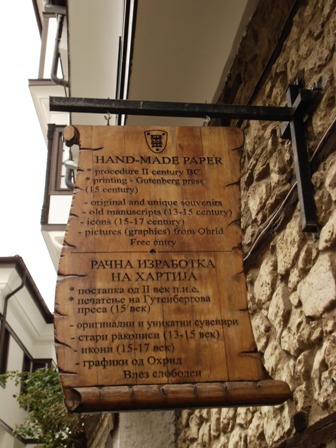 HAND-MADE PAPER
* procedure II century BC
* printing - Gutenberg press
(15 century)
- original and unique souvenirs
- old manuscripts (13-15 century)
- icons (15-17 century)
- pictures (graphics) from Ohrid
Free entry
РАЧНА ИЗРАБОТКА
НА ХАРТИЈА
* постапка од II век п.н.е.
* печатење на Гутенбергова
преса (15 век)
- оригинални и уникатни сувенири
- стари ракописи (13-15 век)
- икони (15-17 век)
- графики од Охрид
Влез слободен